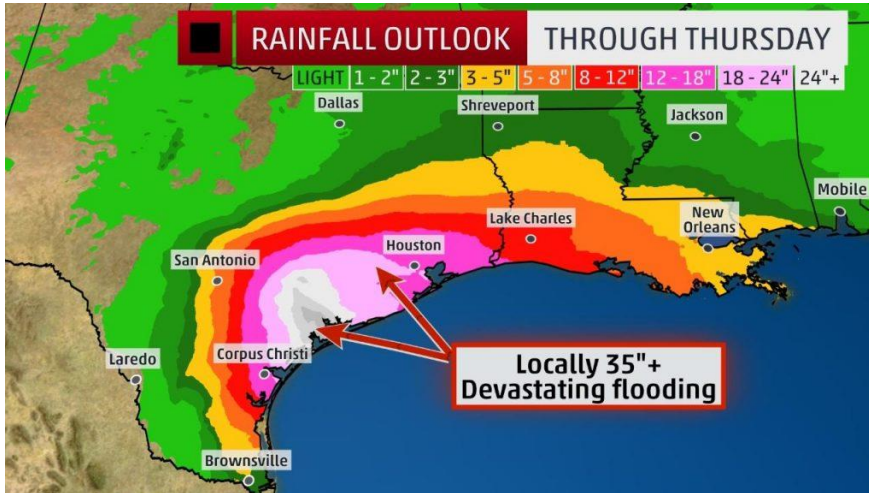 RAINFALL OUTLOOK THROUGH THURSDAY
LIGHT 1 - 2" 2 - 3" 3 - 5" 5 - 8" 8 - 12" 12 - 18" 18 - 24" 24"+
Dallas
Shreveport
Jackson
Mobile
New
Orleans
Lake Charles
Houston
San Antonio
Corpus Christi
Laredo
Brownsville
Locally 35"+
Devastating flooding